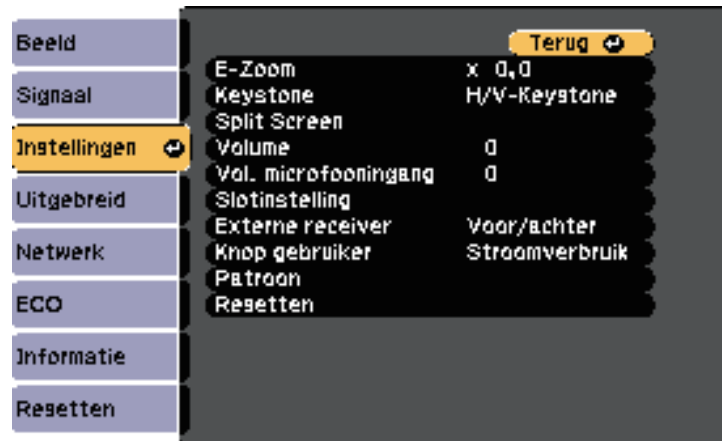 Beeld
Signaal
Instellingen
Uitgebreid
Netwerk
ECO
Informatie
Resetten
Terug
E-Zoom x 0,0
Keystone H/V-Keystone
Split Screen
Volume 0
Vol. microfooningang 0
Slotinstelling
Externe receiver Voor/achter
Knop gebruiker Stroomverbruik
Patroon
Resetten